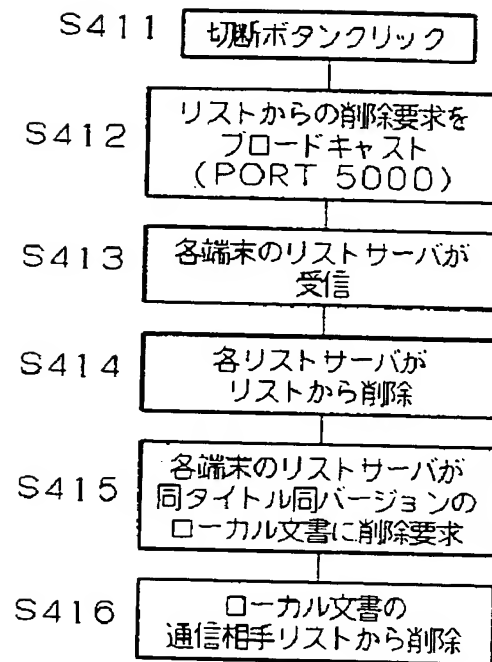 S411 切断ボタンクリック
S412 リストからの削除要求を
ブロードキャスト
(PORT 5000)
S413 各端末のリストサーバが
受信
S414 各リストサーバが
リストから削除
S415 各端末のリストサーバが
同タイトル同バージョンの
ローカル文書に削除要求
S416 ローカル文書の
通信相手リストから削除